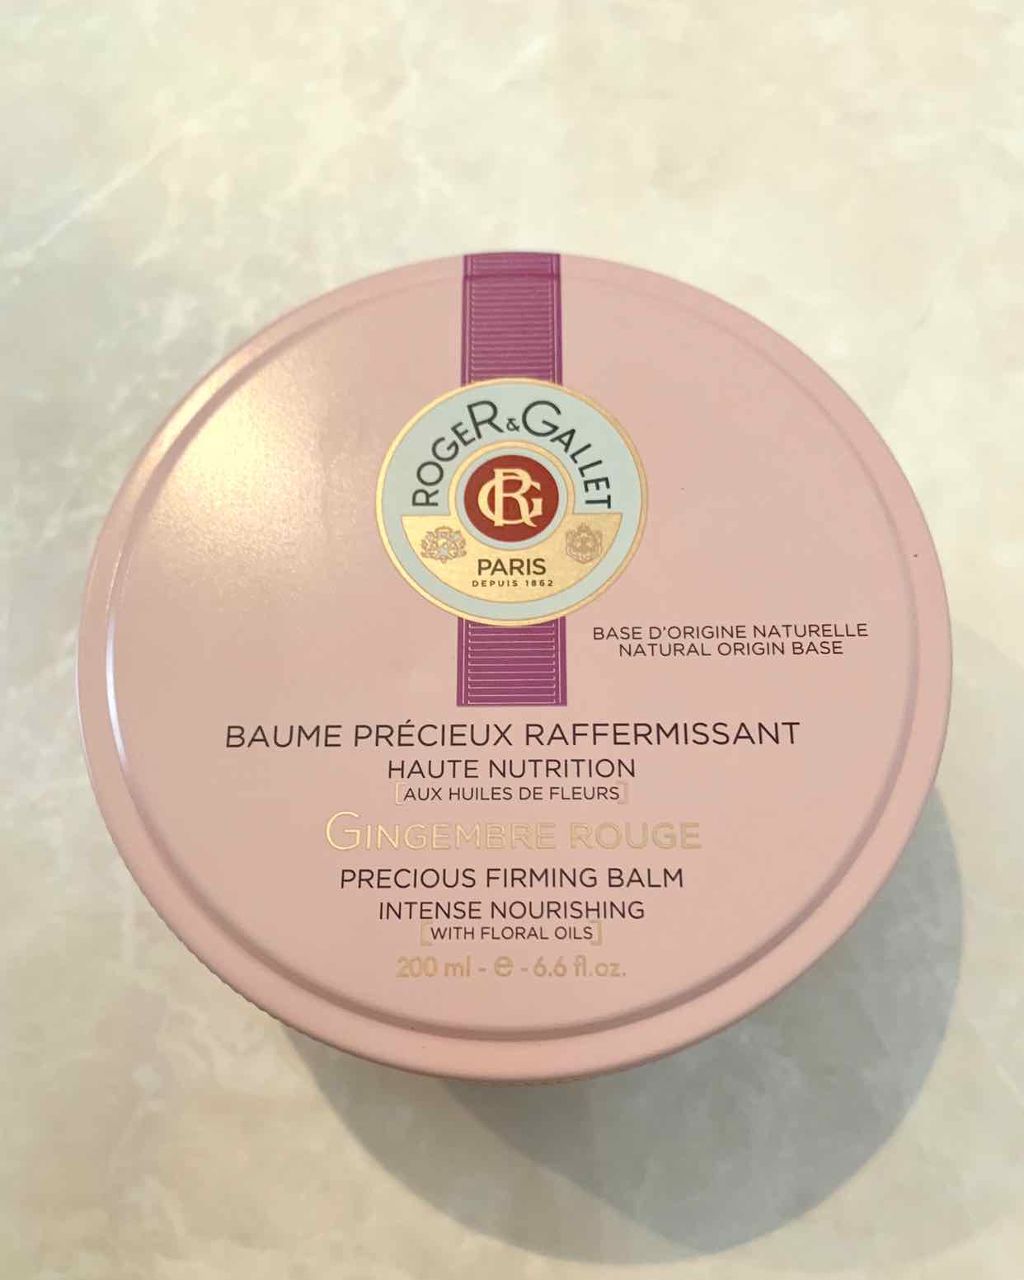 ROGER & GALLET
RG
PARIS
DEPUIS 1862
BASE D'ORIGINE NATURELLE
NATURAL ORIGIN BASE
BAUME PRÉCIEUX RAFFERMISSANT
HAUTE NUTRITION
[AUX HUILES DE FLEURS]
GINGEMBRE ROUGE
PRECIOUS FIRMING BALM
INTENSE NOURISHING
[WITH FLORAL OILS]
200 ml - e - 6.6 fl.oz.